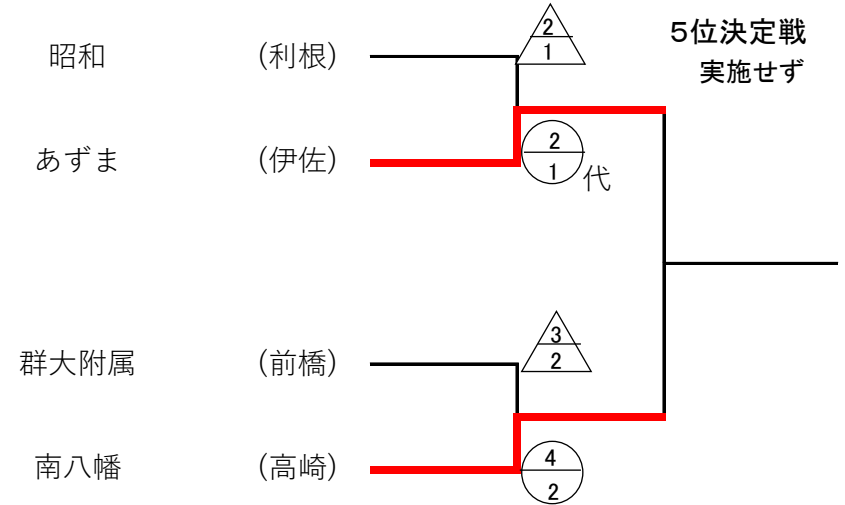 5位決定戦
実施せず
昭和 (利根) 2/1
あずま (伊佐) 2/1 代
群大附属 (前橋) 3/2
南八幡 (高崎) 4/2